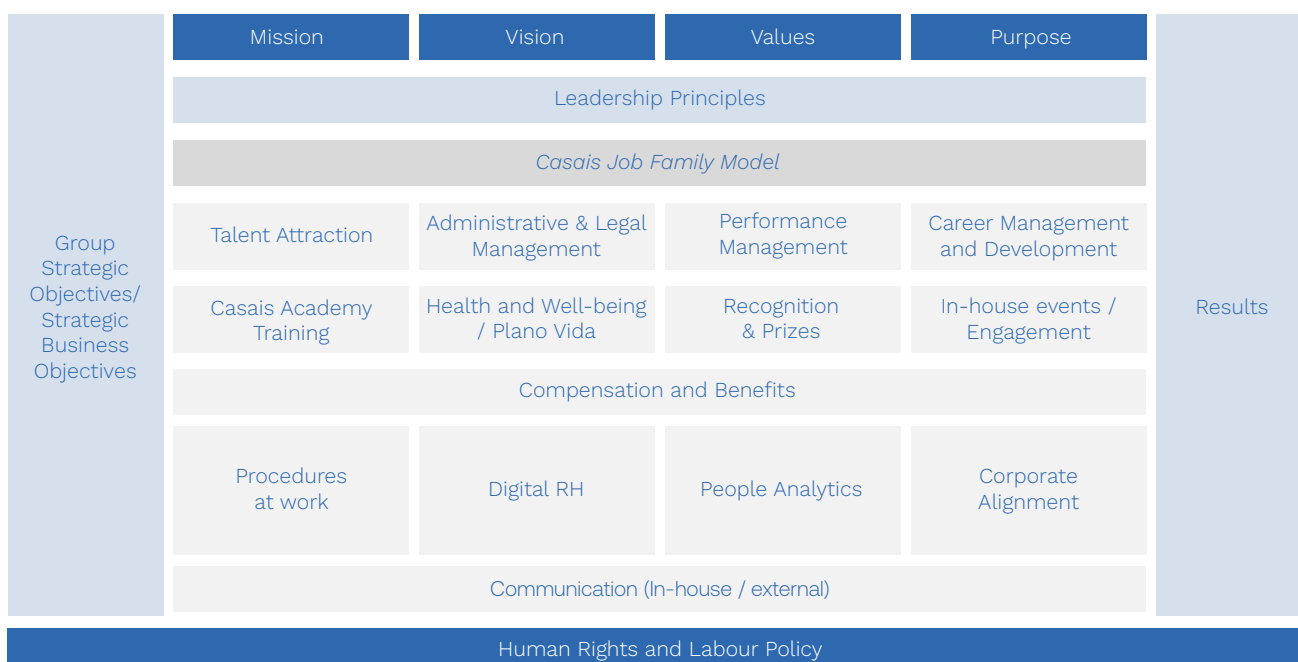 Mission
Vision
Values
Purpose
Leadership Principles
Casais Job Family Model
Group
Strategic
Objectives/
Strategic
Business
Objectives
Talent Attraction
Administrative & Legal
Management
Performance
Management
Career Management
and Development
Casais Academy
Training
Health and Well-being
/ Plano Vida
Recognition
& Prizes
In-house events /
Engagement
Results
Compensation and Benefits
Procedures
at work
Digital RH
People Analytics
Corporate
Alignment
Communication (In-house / external)
Human Rights and Labour Policy